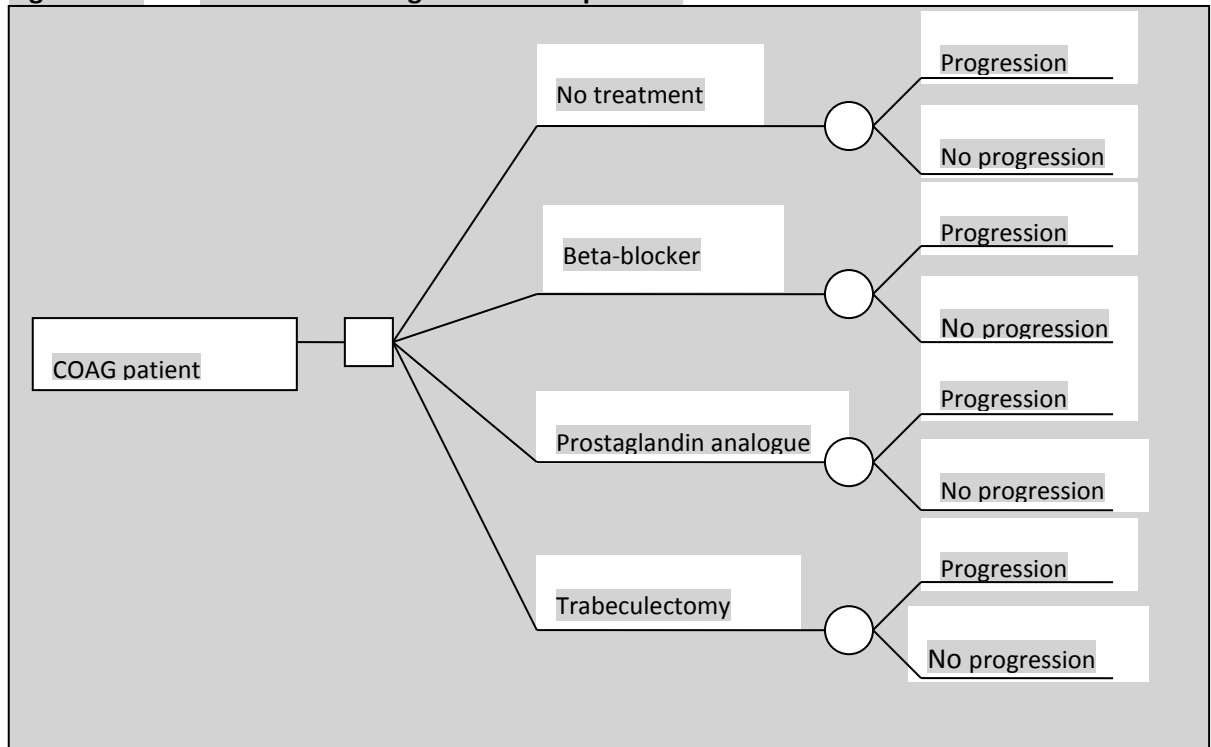 No treatment
Progression
No progression
Beta-blocker
Progression
No progression
COAG patient
Prostaglandin analogue
Progression
No progression
Trabeculectomy
Progression
No progression